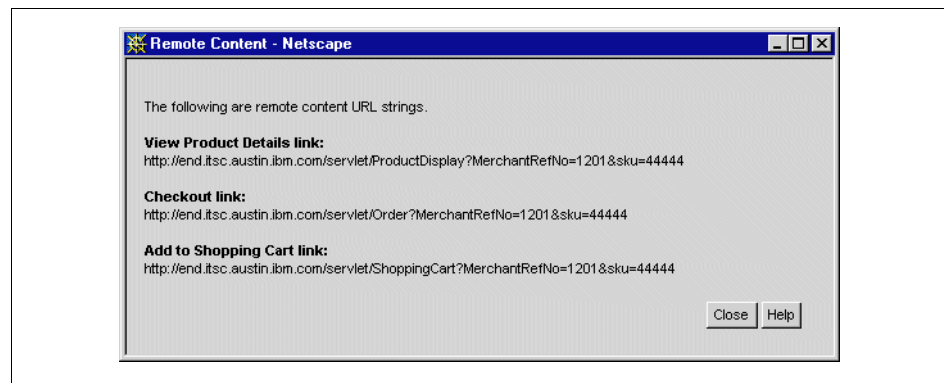 Remote Content - Netscape
The following are remote content URL strings.
View Product Details link:
http://end.itsc.austin.ibm.com/servlet/ProductDisplay?MerchantRefNo=1201&sku=44444
Checkout link:
http://end.itsc.austin.ibm.com/servlet/Order?MerchantRefNo=1201&sku=44444
Add to Shopping Cart link:
http://end.itsc.austin.ibm.com/servlet/ShoppingCart?MerchantRefNo=1201&sku=44444
Close Help